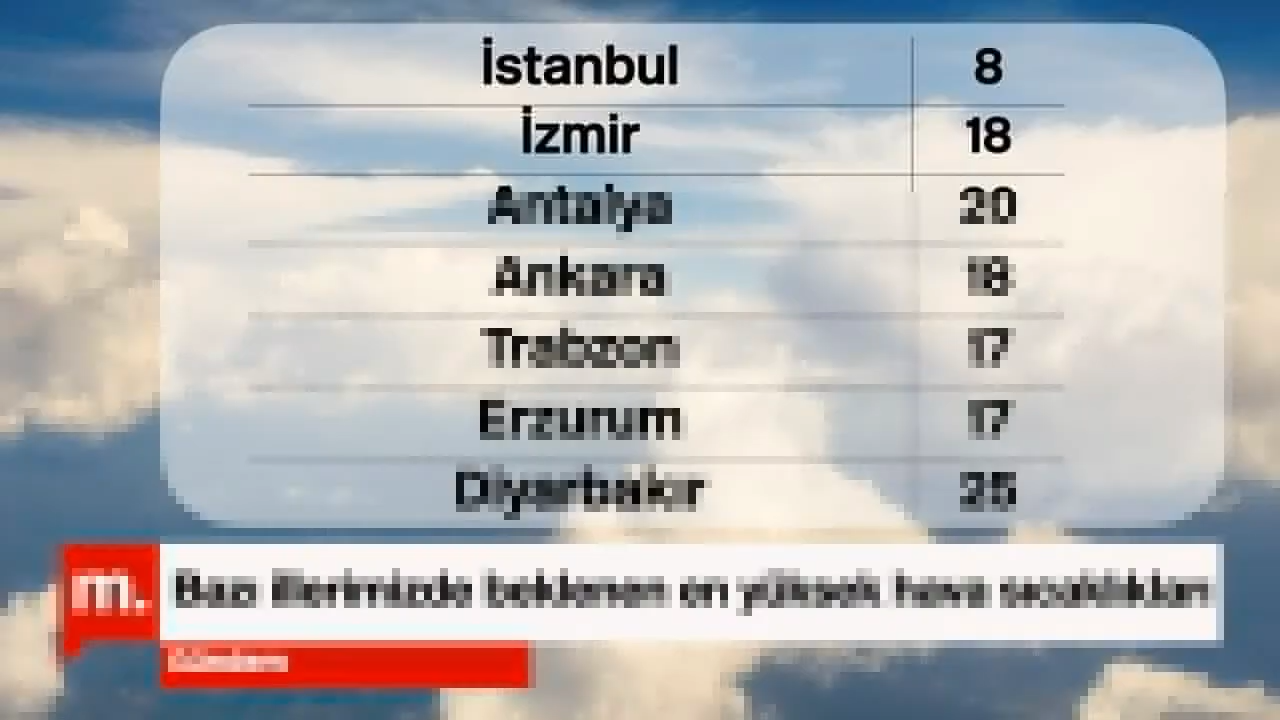 İstanbul 8
İzmir 18
Antalya 20
Ankara 18
Trabzon 17
Erzurum 17
Diyarbakır 25
m. Bazı illerimizde beklenen en yüksek hava sıcaklıkları
Gündem